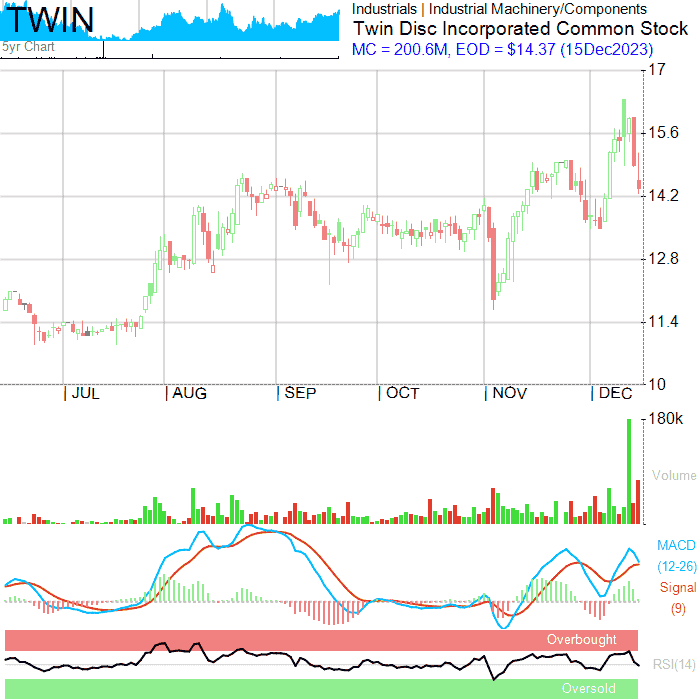 TWIN
5yr Chart
Industrials | Industrial Machinery/Components
Twin Disc Incorporated Common Stock
MC = 200.6M, EOD = $14.37 (15Dec2023)
17
15.6
14.2
12.8
11.4
10
| JUL | AUG | SEP | OCT | NOV | DEC
180k
Volume
MACD
(12-26)
Signal
(9)
Overbought
RSI(14)
Oversold